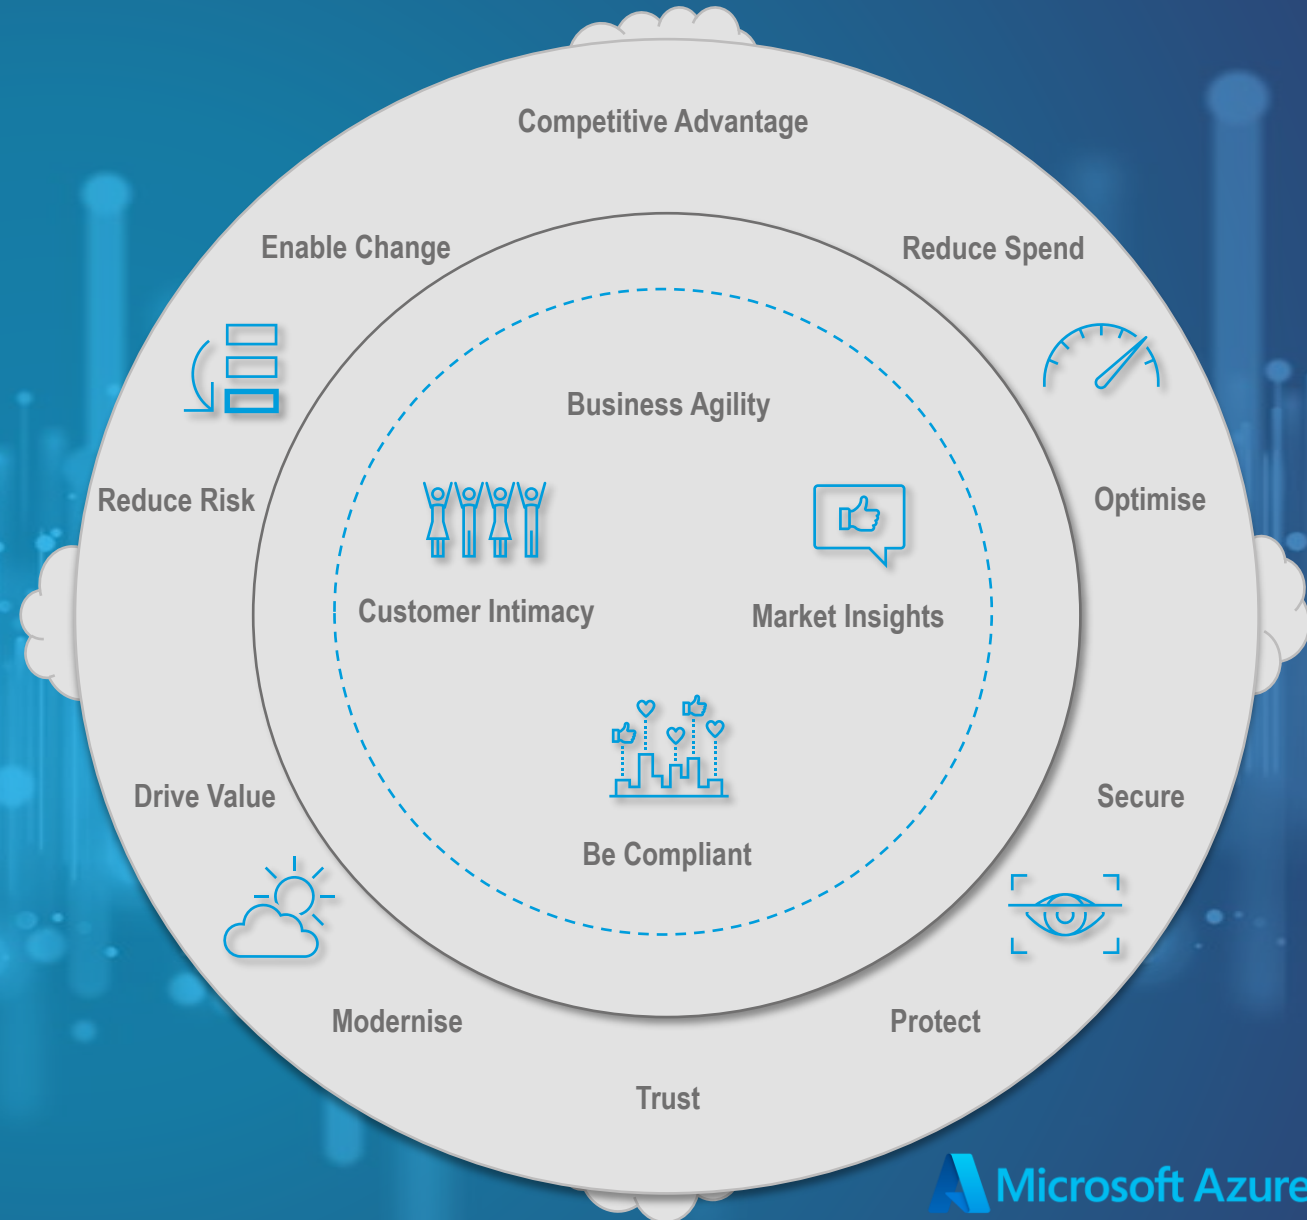 Competitive Advantage
Enable Change
Reduce Spend
Business Agility
Reduce Risk
Optimise
Customer Intimacy
Market Insights
Drive Value
Secure
Be Compliant
Modernise
Protect
Trust
Microsoft Azure